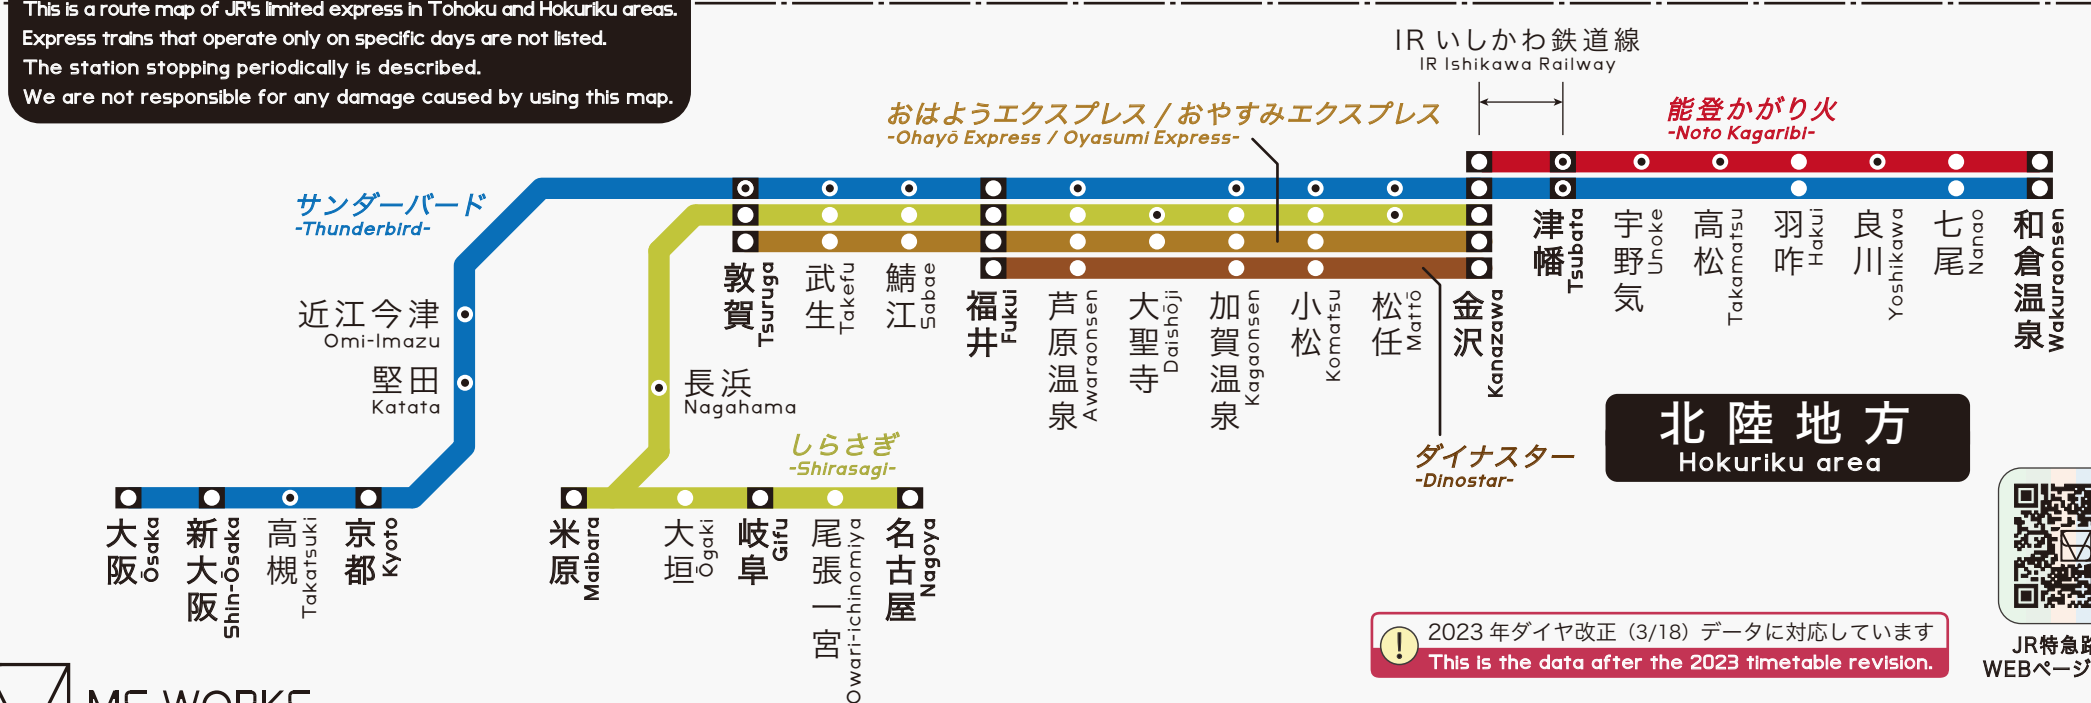 This is a route map of JR's limited express in Tohoku and Hokuriku areas.
Express trains that operate only on specific days are not listed.
The station stopping periodically is described.
We are not responsible for any damage caused by using this map.
IR いしかわ鉄道線
IR Ishikawa Railway
おはようエクスプレス / おやすみエクスプレス
-Ohayō Express / Oyasumi Express-
能登かがり火
-Noto Kagaribi-
サンダーバード
-Thunderbird-
敦賀
Tsuruga
武生
Takefu
鯖江
Sabae
福井
Fukui
芦原温泉
Awaraonsen
大聖寺
Daishōji
加賀温泉
Kagaonsen
小松
Komatsu
松任
Mattō
金沢
Kanazawa
津幡
Tsubata
宇野気
Unoke
高松
Takamatsu
羽咋
Hakui
良川
Yoshikawa
七尾
Nanao
和倉温泉
Wakuraonsen
近江今津
Omi-Imazu
堅田
Katata
長浜
Nagahama
しらさぎ
-Shirasagi-
ダイナスター
-Dinostar-
北陸地方
Hokuriku area
大阪
Ōsaka
新大阪
Shin-Ōsaka
高槻
Takatsuki
京都
Kyoto
米原
Maibara
大垣
Ōgaki
岐阜
Gifu
尾張一宮
Owari-ichinomiya
名古屋
Nagoya
2023 年ダイヤ改正（3/18）データに対応しています
This is the data after the 2023 timetable revision.
JR特急路
WEBページ